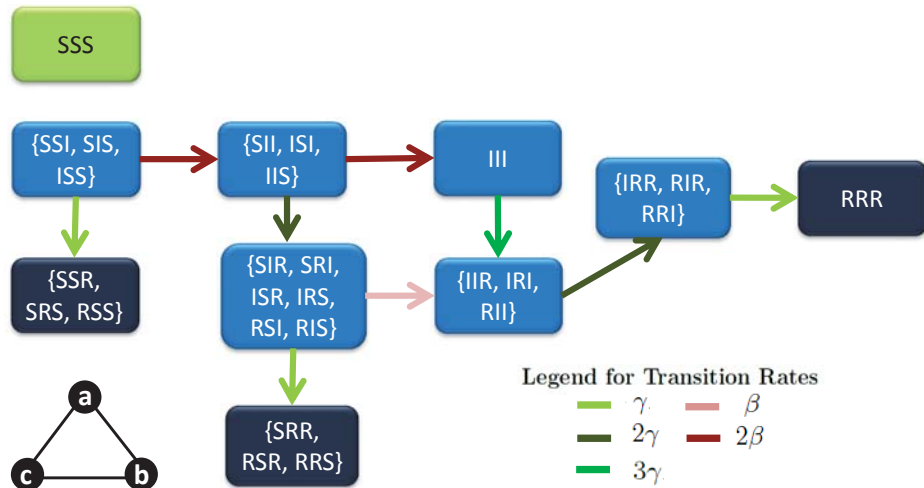 SSS
{SSI, SIS,
ISS}
{SII, ISI,
IIS}
III
{IRR, RIR,
RRI}
RRR
{SSR,
SRS, RSS}
{SIR, SRI,
ISR, IRS,
RSI, RIS}
{IIR, IRI,
RII}
{SRR,
RSR, RRS}
a
c
b
Legend for Transition Rates
γ
β
2γ
2β
3γ